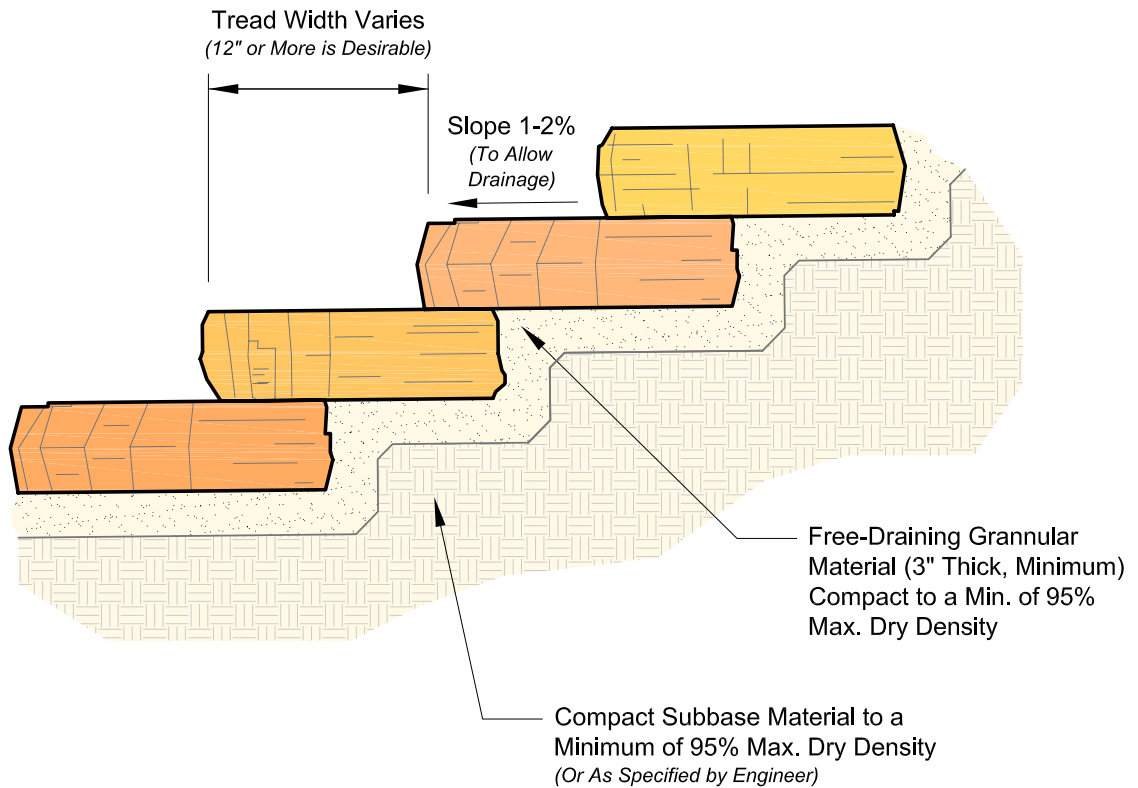 Tread Width Varies
(12" or More is Desirable)
Slope 1-2%
(To Allow
Drainage)
Free-Draining Grannular
Material (3" Thick, Minimum)
Compact to a Min. of 95%
Max. Dry Density
Compact Subbase Material to a
Minimum of 95% Max. Dry Density
(Or As Specified by Engineer)